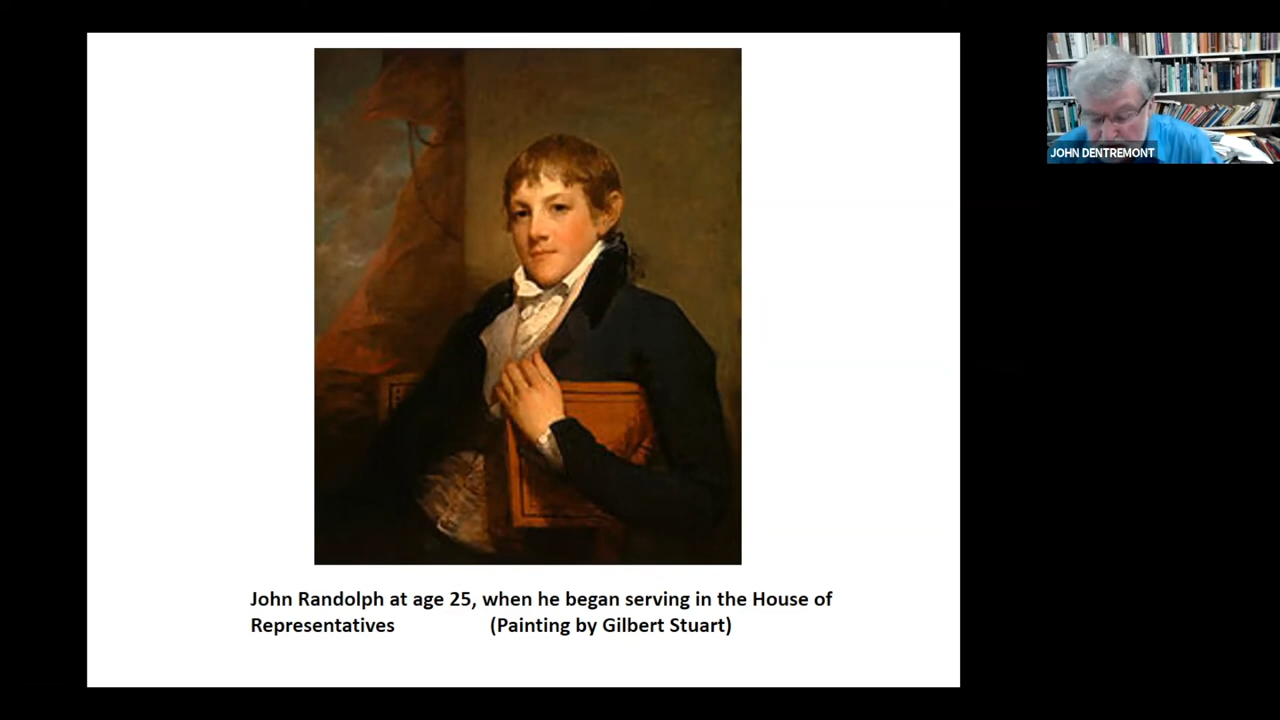 John Randolph at age 25, when he began serving in the House of
Representatives (Painting by Gilbert Stuart)
JOHN DENTREMONT